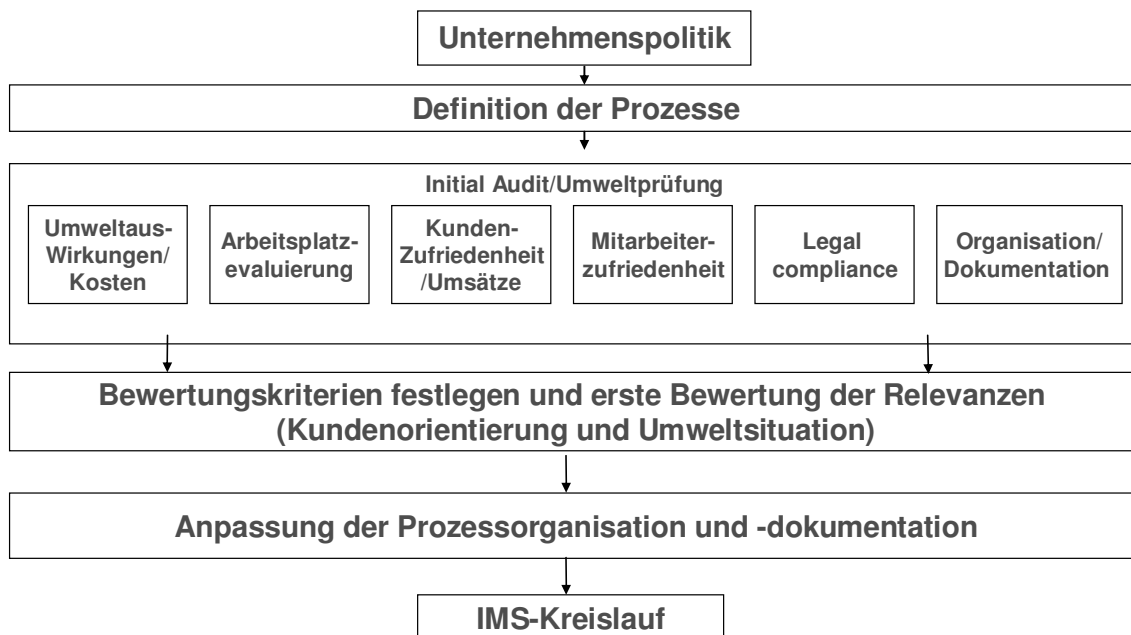 Unternehmenspolitik
Definition der Prozesse
Initial Audit/Umweltprüfung
Umweltaus-
Wirkungen/
Kosten
Arbeitsplatz-
evaluierung
Kunden-
Zufriedenheit
/Umsätze
Mitarbeiter-
zufriedenheit
Legal
compliance
Organisation/
Dokumentation
Bewertungskriterien festlegen und erste Bewertung der Relevanzen
(Kundenorientierung und Umweltsituation)
Anpassung der Prozessorganisation und -dokumentation
IMS-Kreislauf